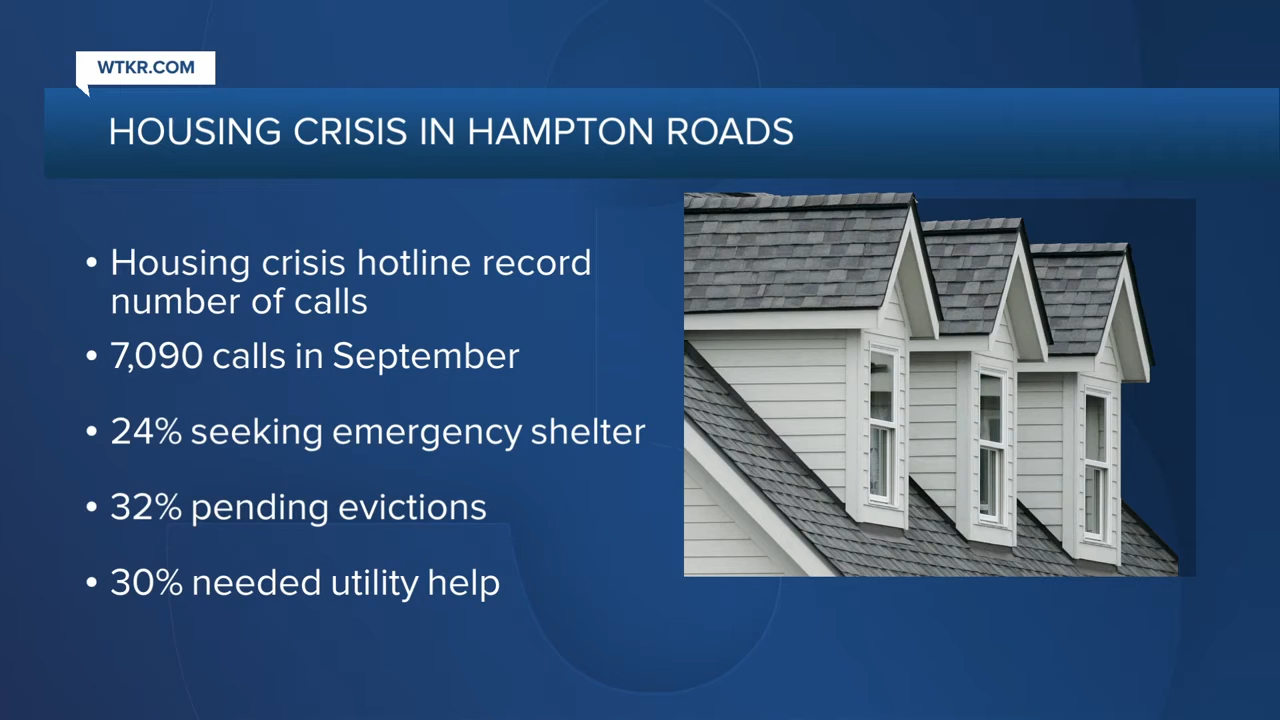 WTKR.COM
HOUSING CRISIS IN HAMPTON ROADS
• Housing crisis hotline record
number of calls
• 7,090 calls in September
• 24% seeking emergency shelter
• 32% pending evictions
• 30% needed utility help